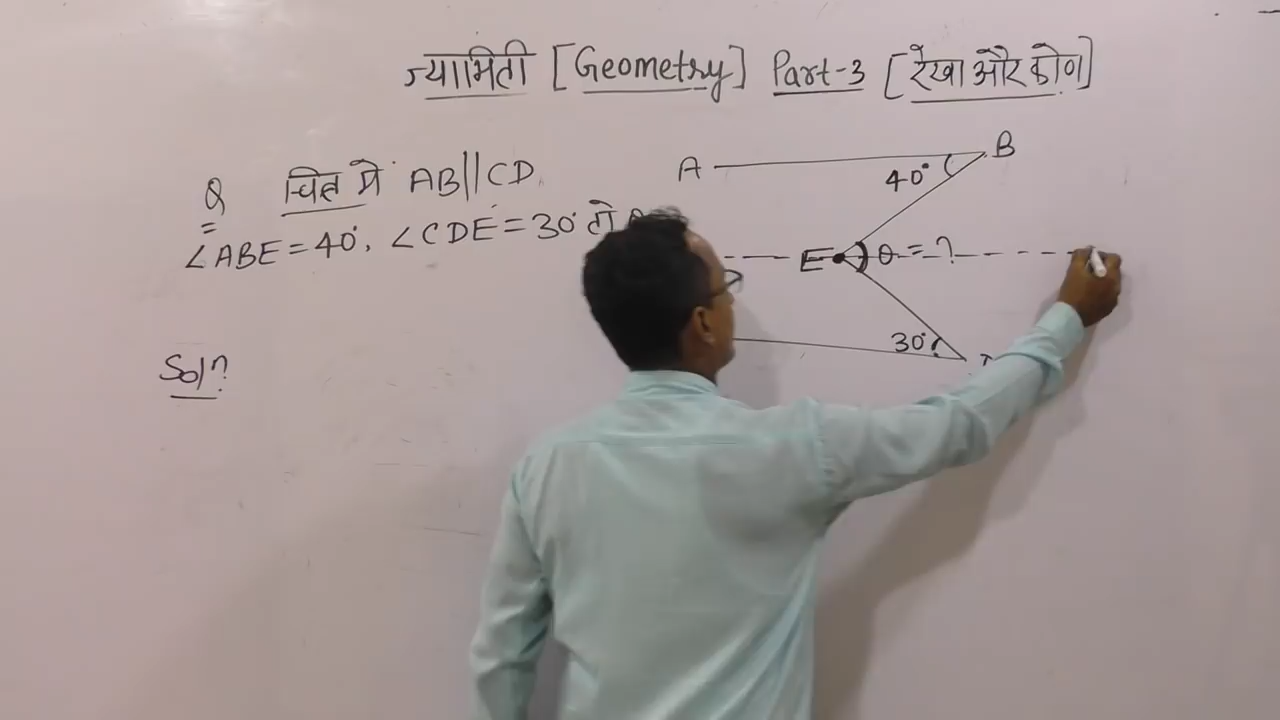 ज्यामिती [Geometry] Part-3 [रेखा और कोण]
Q चित्र में AB||CD
∠ABE = 40°, ∠CDE = 30° तो
Sol?
A B
40°
E θ = ?
30°